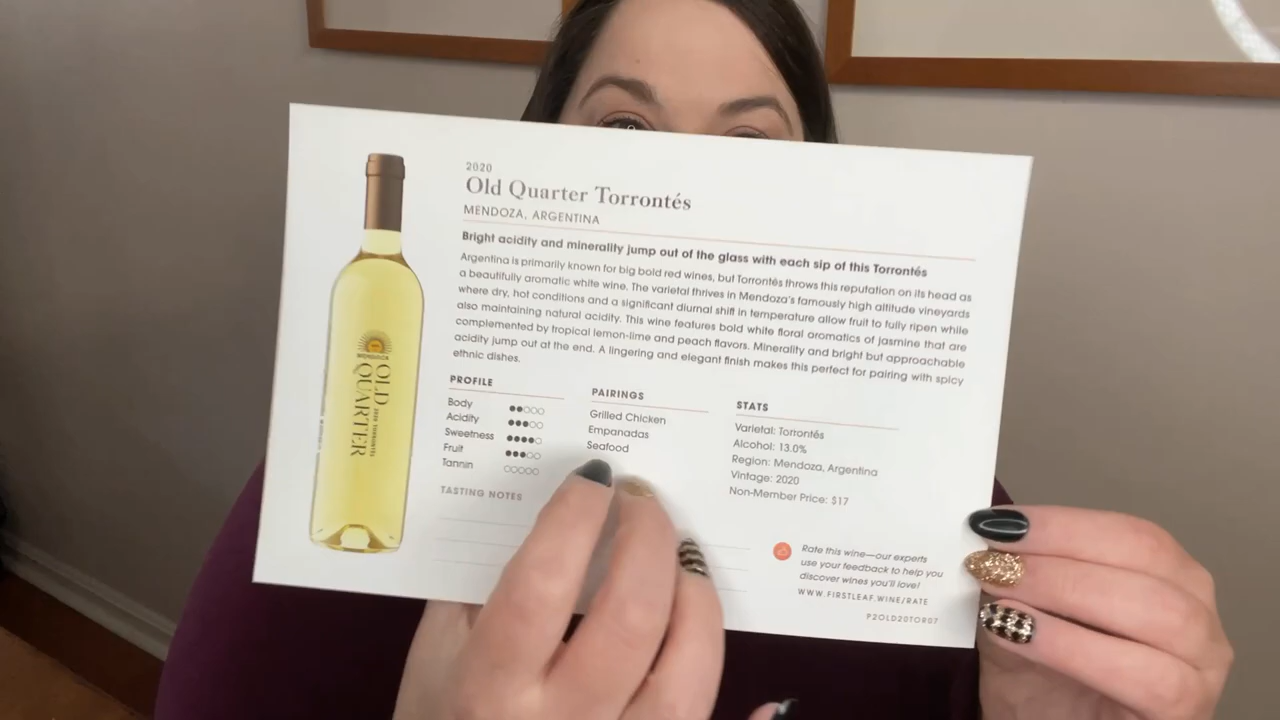 2020
Old Quarter Torrontés
MENDOZA, ARGENTINA
Bright acidity and minerality jump out of the glass with each sip of this Torrontés
Argentina is primarily known for big bold red wines, but Torrontés throws this reputation on its head as
a beautifully aromatic white wine. The varietal thrives in Mendoza's famously high altitude vineyards
where dry, hot conditions and a significant diurnal shift in temperature allow fruit to fully ripen while
also maintaining natural acidity. This wine features bold white floral aromatics of jasmine that are
complemented by tropical lemon-lime and peach flavors. Minerality and bright but approachable
acidity jump out at the end. A lingering and elegant finish makes this perfect for pairing with spicy
ethnic dishes.
PROFILE
Body
Acidity
Sweetness
Fruit
Tannin
PAIRINGS
Grilled Chicken
Empanadas
Seafood
STATS
Varietal: Torrontés
Alcohol: 13.0%
Region: Mendoza, Argentina
Vintage: 2020
Non-Member Price: $17
TASTING NOTES
Rate this wine—our experts
use your feedback to help you
discover wines you'll love!
WWW.FIRSTLEAF.WINE/RATE
P2OLD20TOR07
OLD
QUARTER
2020 TORRONTÉS